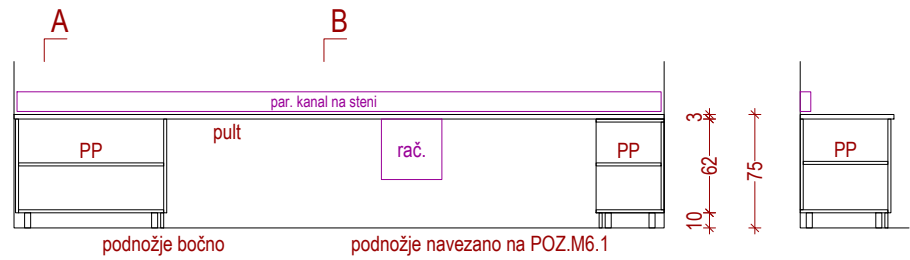 A B
par. kanal na steni
pult
PP rač. PP PP
3
62
75
10
podnožje bočno podnožje navezano na POZ.M6.1